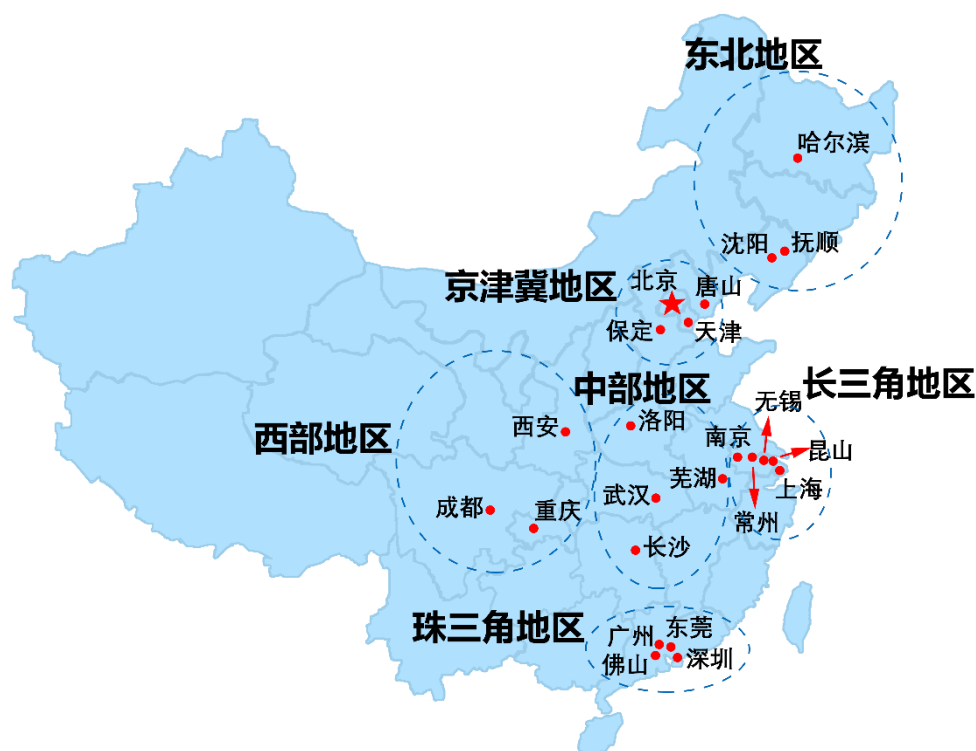 东北地区
哈尔滨
沈阳
抚顺
京津冀地区
北京
唐山
保定
天津
中部地区
长三角地区
无锡
西部地区
西安
洛阳
南京
昆山
芜湖
上海
武汉
成都
重庆
常州
长沙
珠三角地区
广州
东莞
佛山
深圳